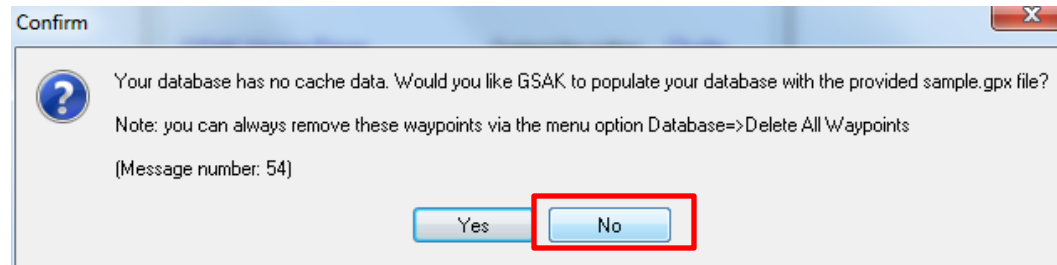 Confirm
Your database has no cache data. Would you like GSAK to populate your database with the provided sample.gpx file?
Note: you can always remove these waypoints via the menu option Database=>Delete All Waypoints
(Message number: 54)
Yes
No